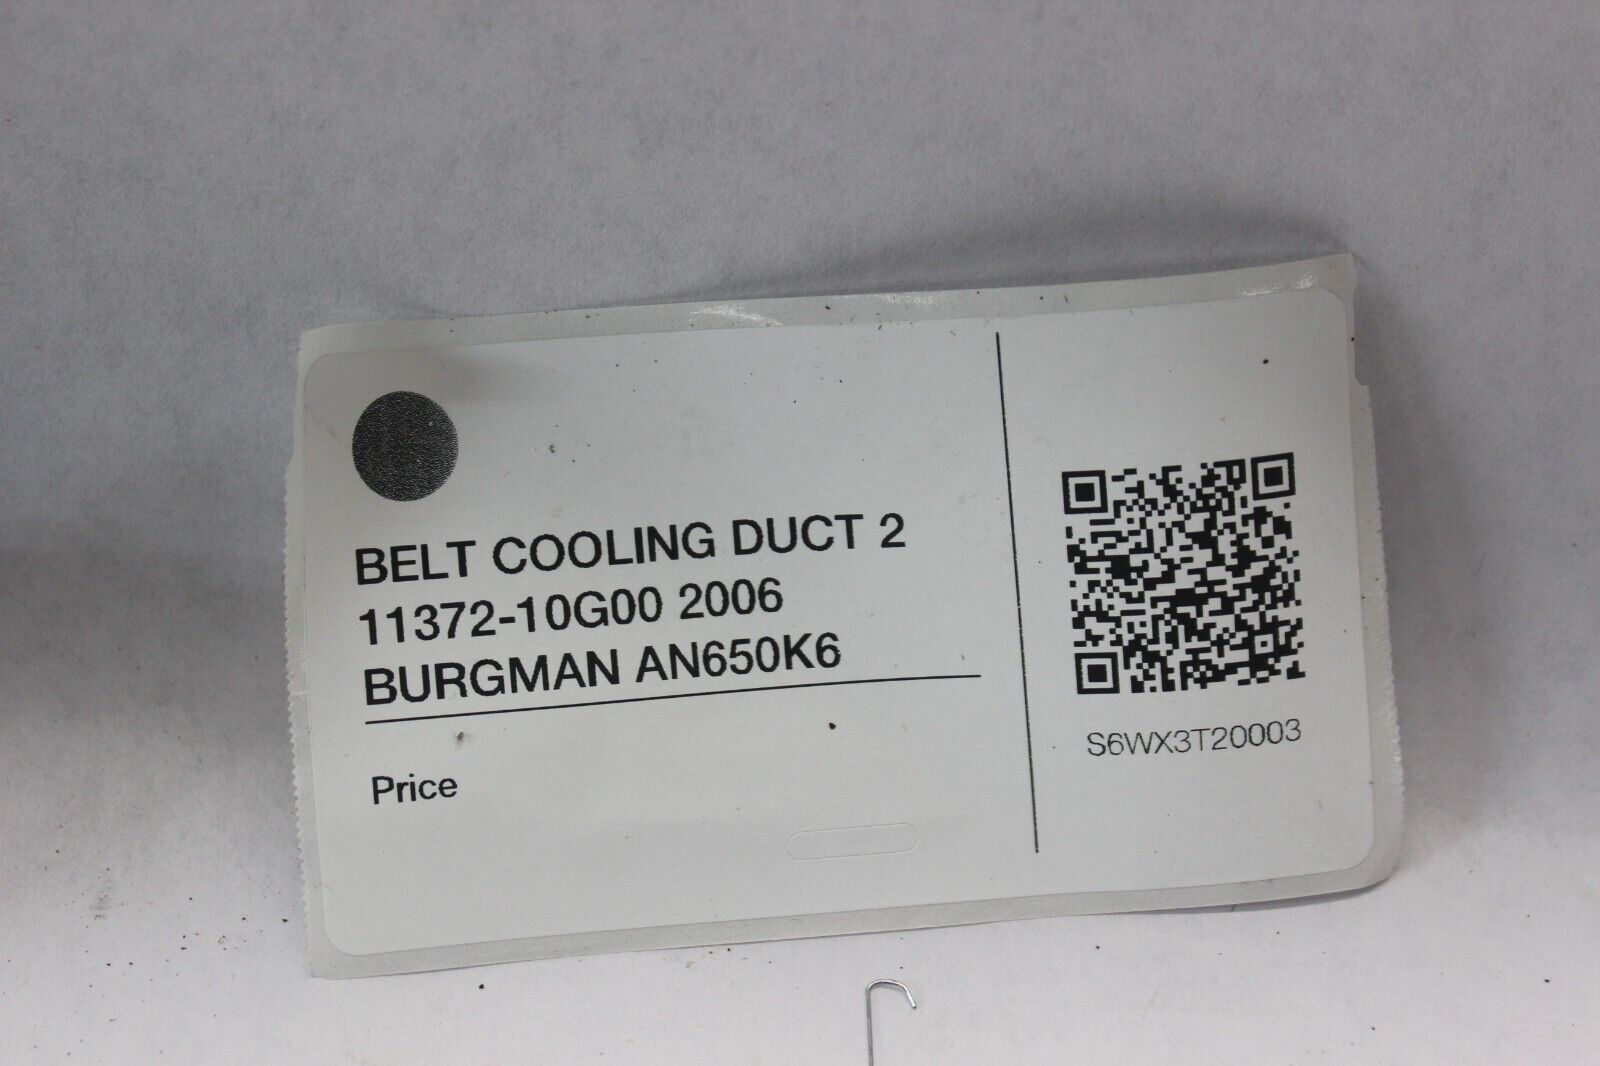 BELT COOLING DUCT 2
11372-10G00 2006
BURGMAN AN650K6
Price
S6WX3T20003